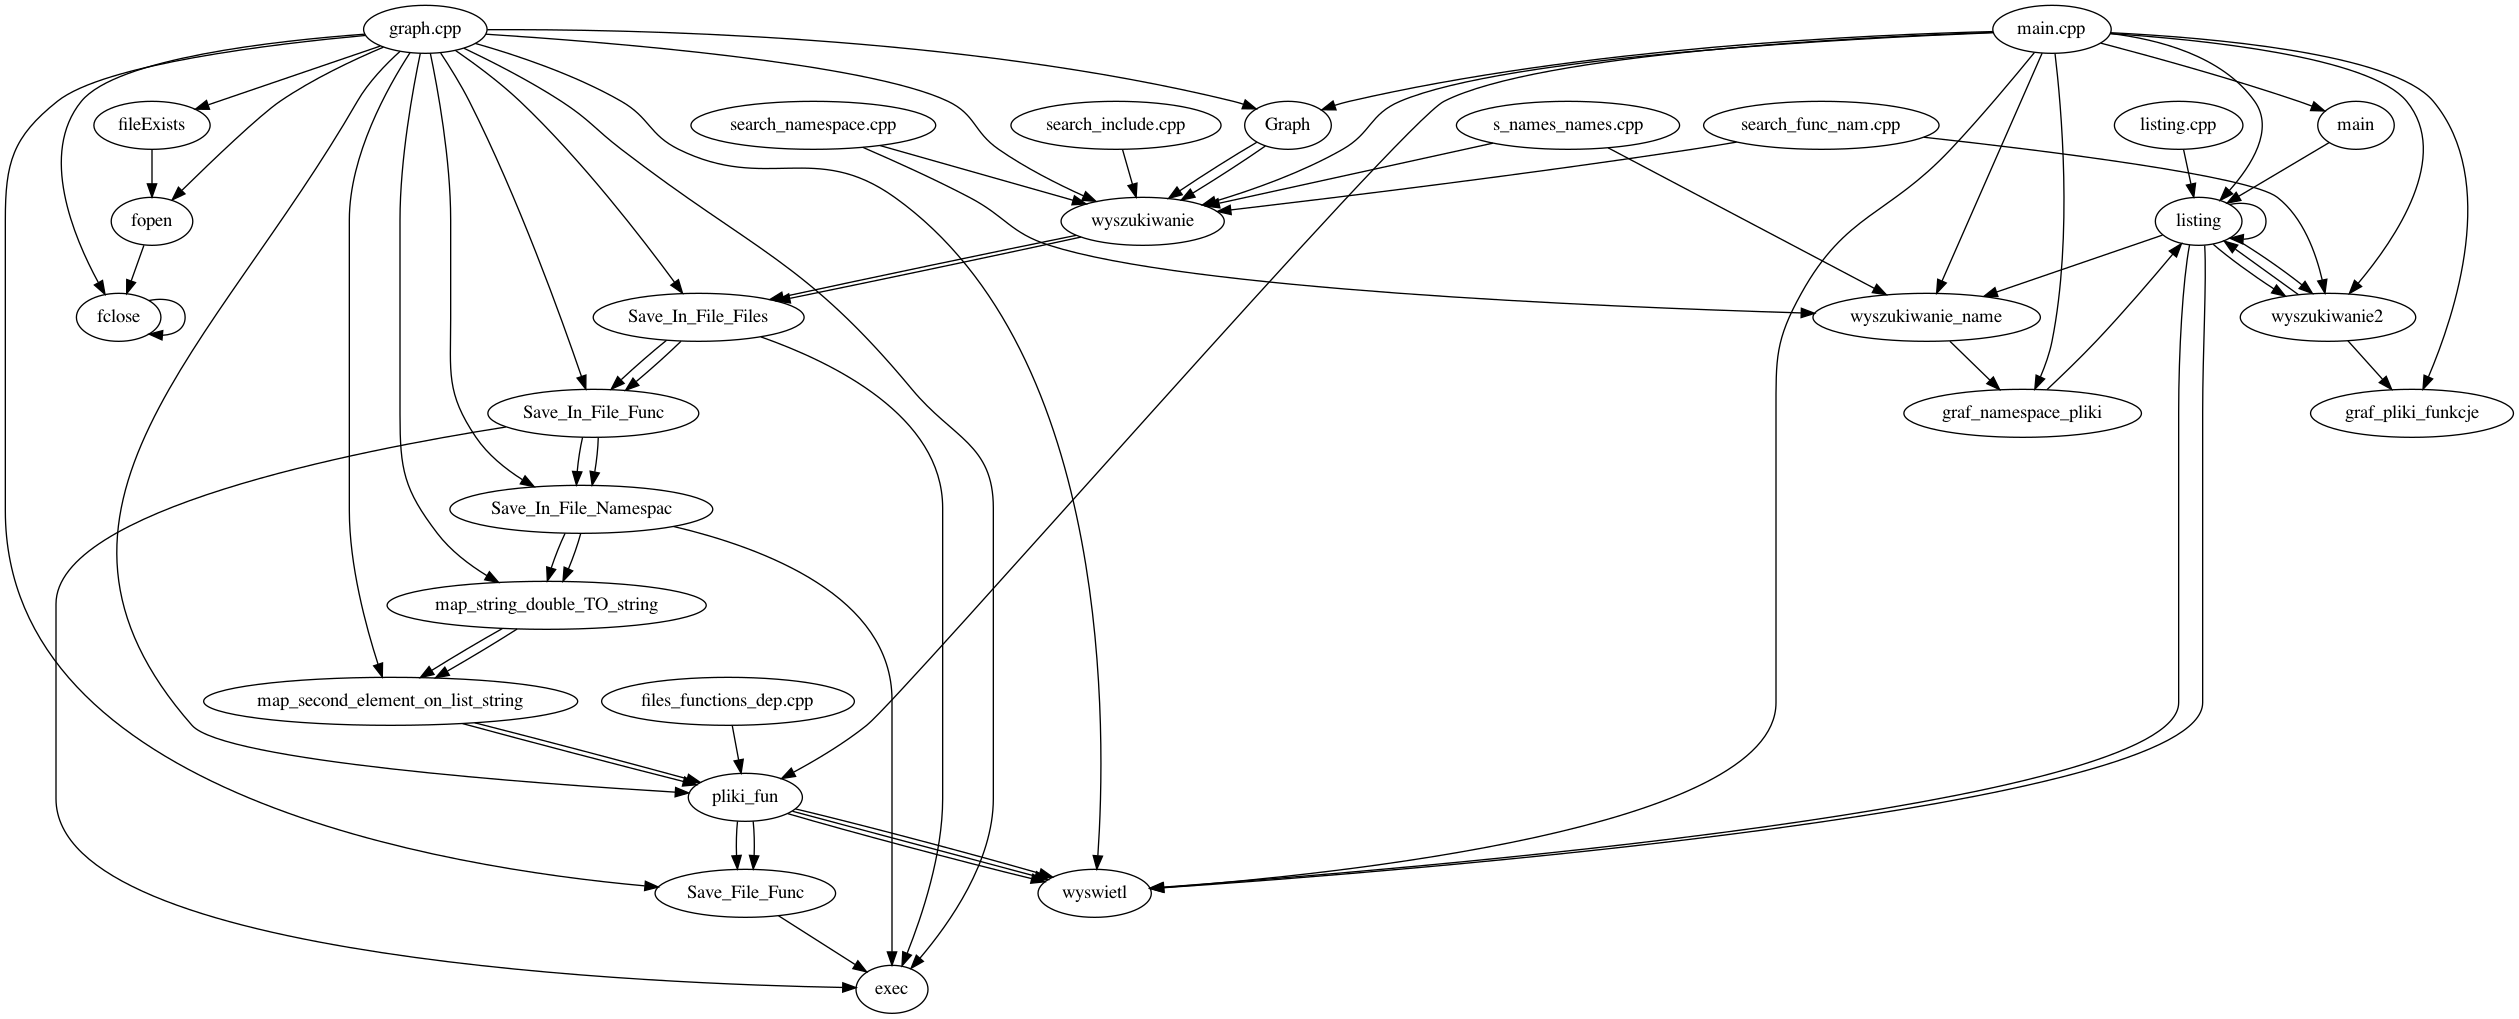 graph.cpp
main.cpp
fileExists
search_namespace.cpp
search_include.cpp
Graph
s_names_names.cpp
search_func_nam.cpp
listing.cpp
main
fopen
wyszukiwanie
listing
fclose
Save_In_File_Files
wyszukiwanie_name
wyszukiwanie2
Save_In_File_Func
graf_namespace_pliki
graf_pliki_funkcje
Save_In_File_Namespac
map_string_double_TO_string
map_second_element_on_list_string
files_functions_dep.cpp
pliki_fun
Save_File_Func
wyswietl
exec